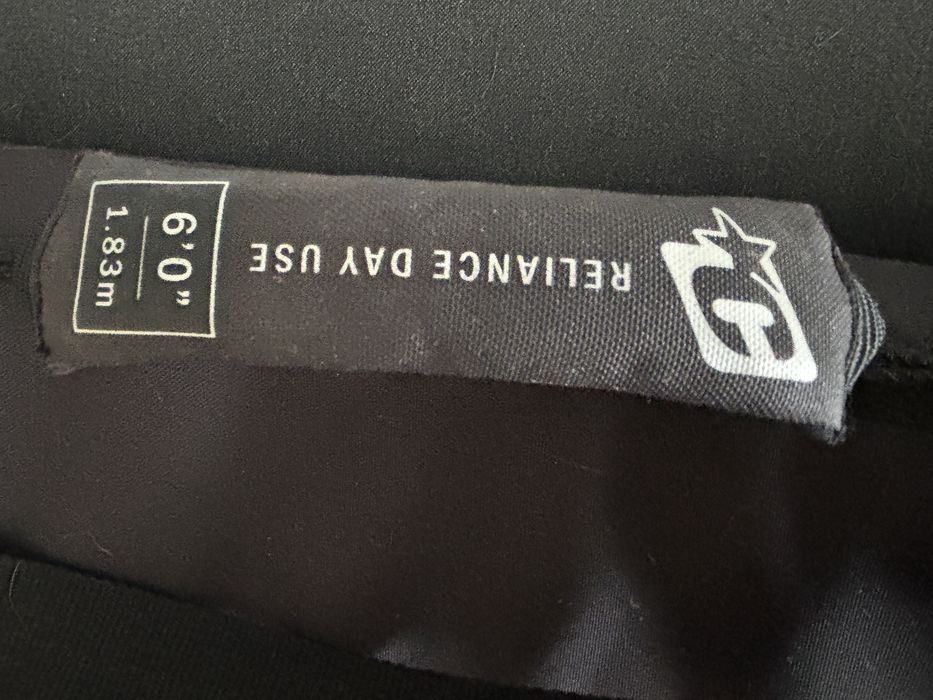 RELIANCE DAY USE
6'0"
1.83m